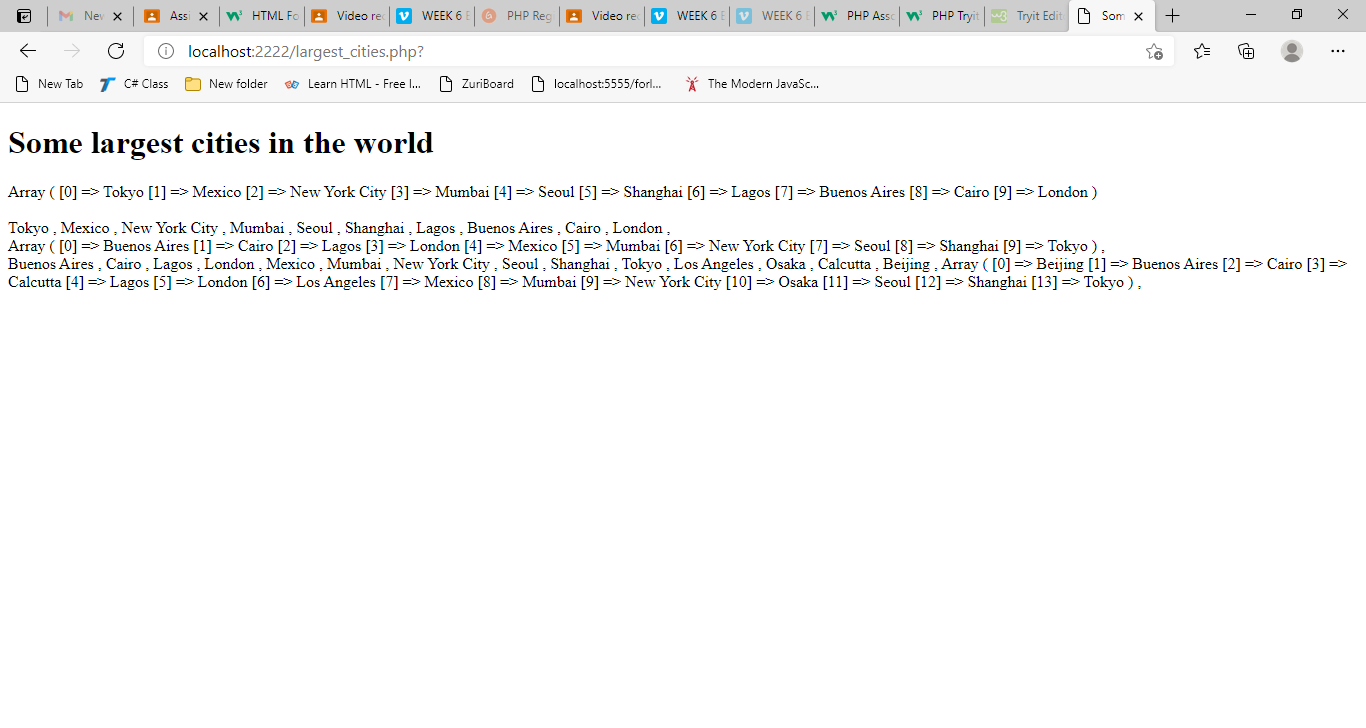 New
Assi
HTML Fo
Video rec
WEEK 6 E
PHP Reg
Video rec
WEEK 6 E
WEEK 6 E
PHP Asso
PHP Tryit
Tryit Edit
Som
localhost:2222/largest_cities.php?
New Tab
C# Class
New folder
Learn HTML - Free I...
ZuriBoard
localhost:5555/forl...
The Modern JavaSc...
Some largest cities in the world
Array ( [0] => Tokyo [1] => Mexico [2] => New York City [3] => Mumbai [4] => Seoul [5] => Shanghai [6] => Lagos [7] => Buenos Aires [8] => Cairo [9] => London )
Tokyo , Mexico , New York City , Mumbai , Seoul , Shanghai , Lagos , Buenos Aires , Cairo , London ,
Array ( [0] => Buenos Aires [1] => Cairo [2] => Lagos [3] => London [4] => Mexico [5] => Mumbai [6] => New York City [7] => Seoul [8] => Shanghai [9] => Tokyo ) ,
Buenos Aires , Cairo , Lagos , London , Mexico , Mumbai , New York City , Seoul , Shanghai , Tokyo , Los Angeles , Osaka , Calcutta , Beijing , Array ( [0] => Beijing [1] => Buenos Aires [2] => Cairo [3] =>
Calcutta [4] => Lagos [5] => London [6] => Los Angeles [7] => Mexico [8] => Mumbai [9] => New York City [10] => Osaka [11] => Seoul [12] => Shanghai [13] => Tokyo ) ,